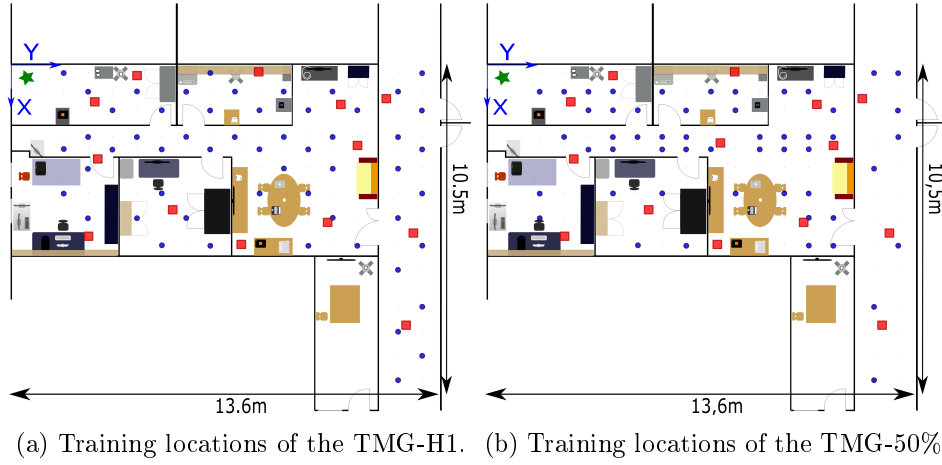 Y
X
10.5m
13.6m
Y
X
10,5m
13,6m
(a) Training locations of the TMG-H1.
(b) Training locations of the TMG-50%